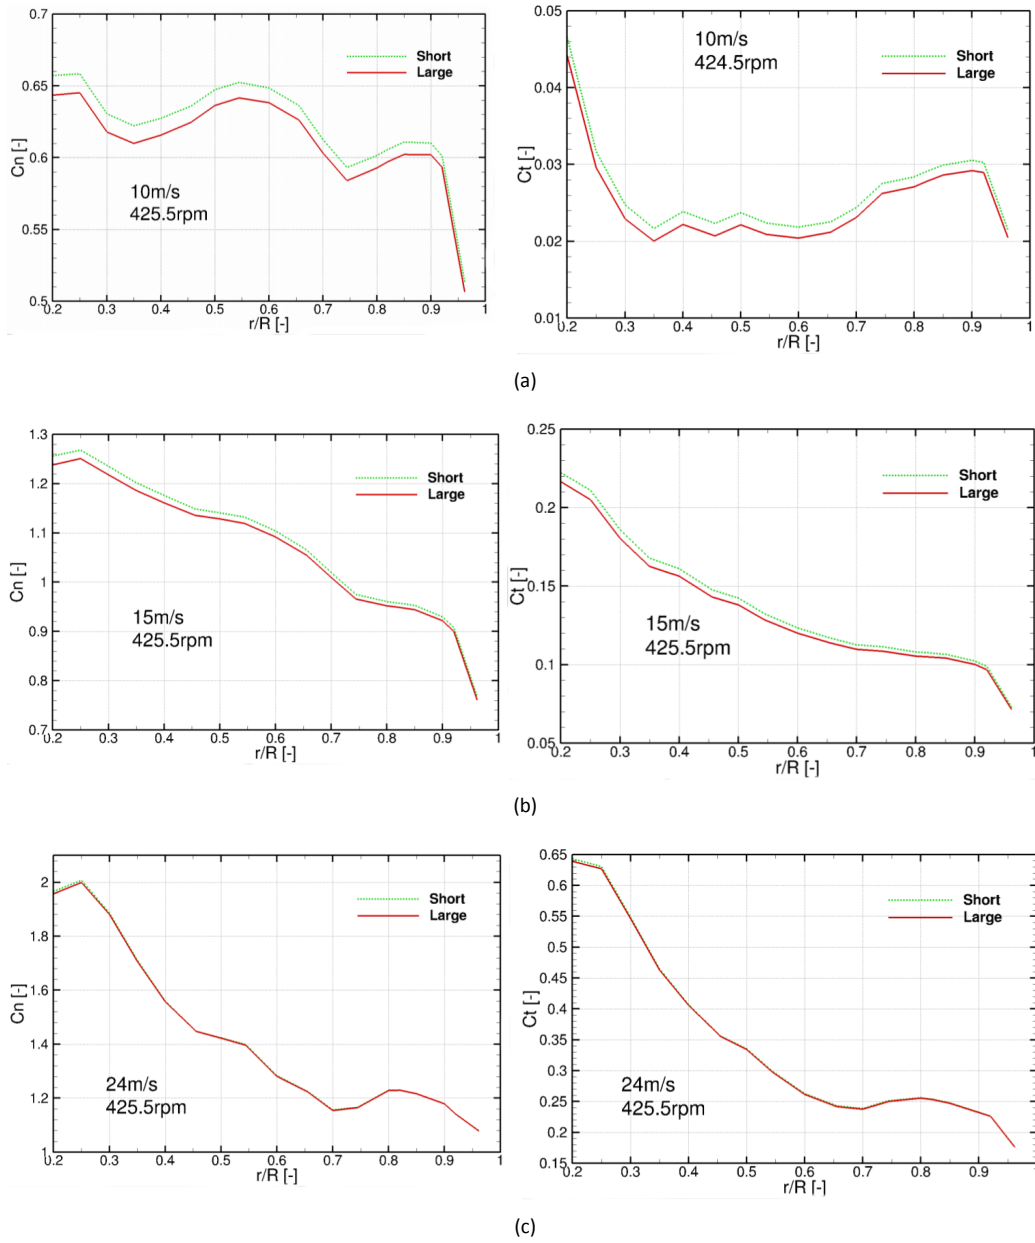 0.7
0.65
0.6
0.55
0.5
Cn [-]
Short
Large
10m/s
425.5rpm
0.2 0.3 0.4 0.5 0.6 0.7 0.8 0.9 1
r/R [-]
0.05
0.04
0.03
0.02
0.01
Ct [-]
10m/s
424.5rpm
Short
Large
0.2 0.3 0.4 0.5 0.6 0.7 0.8 0.9 1
r/R [-]
(a)
1.3
1.2
1.1
1
0.9
0.8
0.7
Cn [-]
Short
Large
15m/s
425.5rpm
0.2 0.3 0.4 0.5 0.6 0.7 0.8 0.9 1
r/R [-]
0.25
0.2
0.15
0.1
0.05
Ct [-]
Short
Large
15m/s
425.5rpm
0.2 0.3 0.4 0.5 0.6 0.7 0.8 0.9 1
r/R [-]
(b)
2
1.8
1.6
1.4
1.2
1
Cn [-]
Short
Large
24m/s
425.5rpm
0.2 0.3 0.4 0.5 0.6 0.7 0.8 0.9 1
r/R [-]
0.65
0.6
0.55
0.5
0.45
0.4
0.35
0.3
0.25
0.2
0.15
Ct [-]
Short
Large
24m/s
425.5rpm
0.2 0.3 0.4 0.5 0.6 0.7 0.8 0.9
r/R [-]
(c)